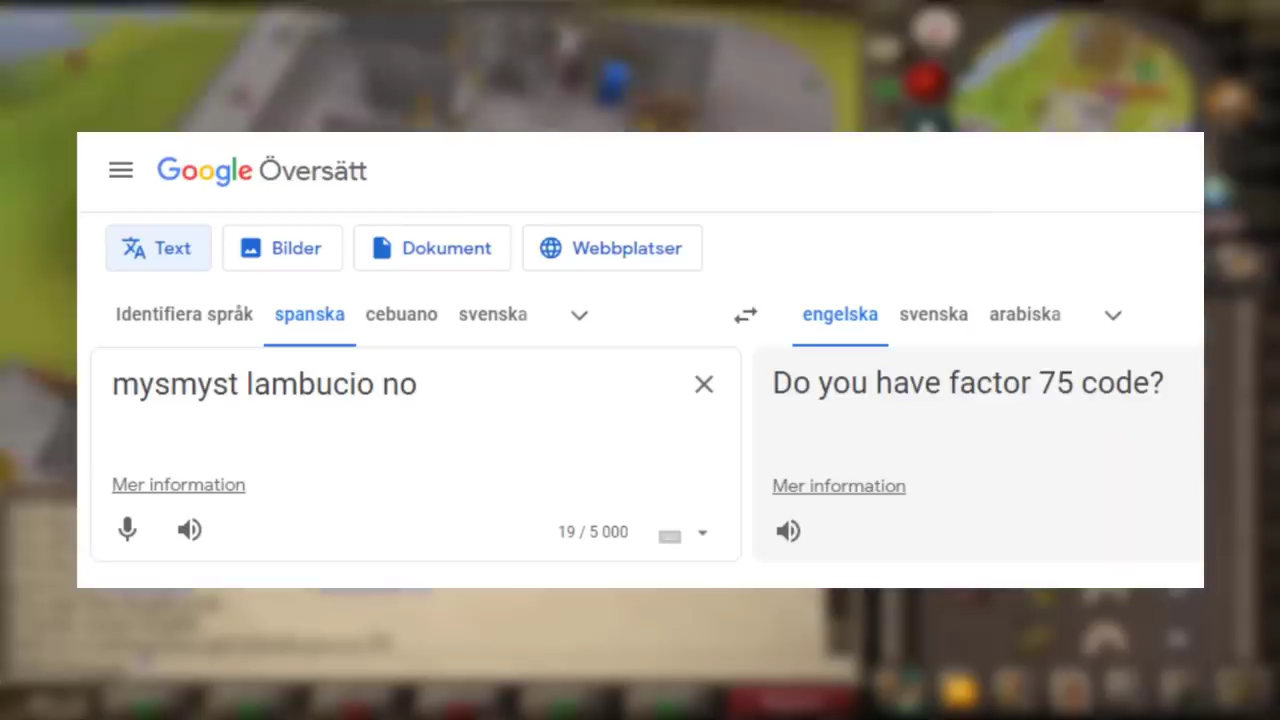 Google Översätt
Text Bilder Dokument Webbplatser
Identifiera språk spanska cebuano svenska engelska svenska arabiska
mysmyst lambucio no
Do you have factor 75 code?
Mer information
Mer information
19 / 5 000